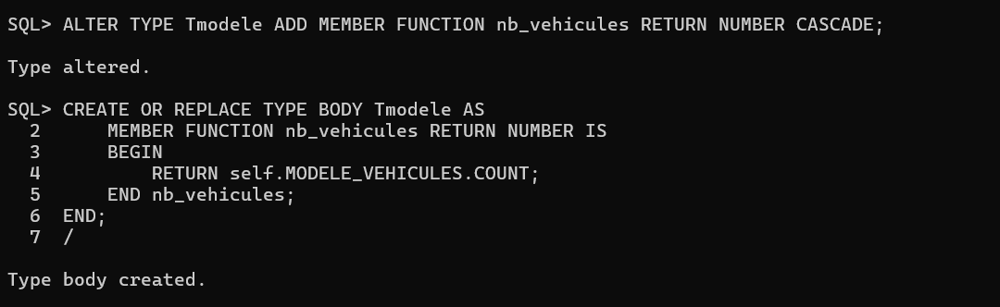 SQL> ALTER TYPE Tmodele ADD MEMBER FUNCTION nb_vehicules RETURN NUMBER CASCADE;
Type altered.
SQL> CREATE OR REPLACE TYPE BODY Tmodele AS
  2      MEMBER FUNCTION nb_vehicules RETURN NUMBER IS
  3      BEGIN
  4          RETURN self.MODELE_VEHICULES.COUNT;
  5      END nb_vehicules;
  6  END;
  7  /
Type body created.